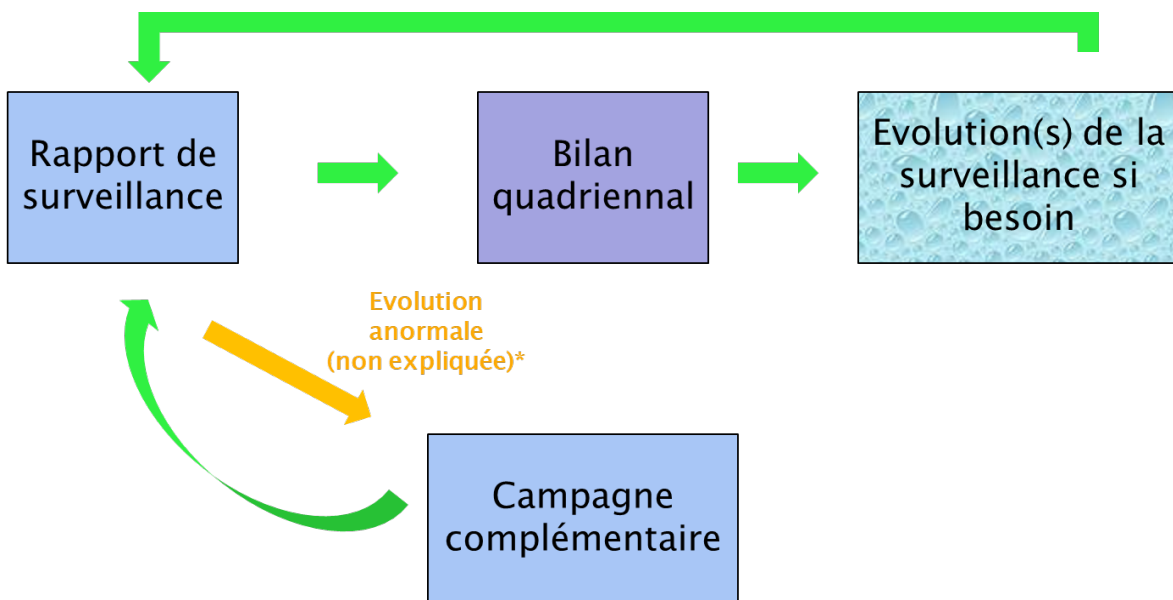 Rapport de
surveillance
Bilan
quadriennal
Evolution(s) de la
surveillance si
besoin
Evolution
anormale
(non expliquée)*
Campagne
complémentaire